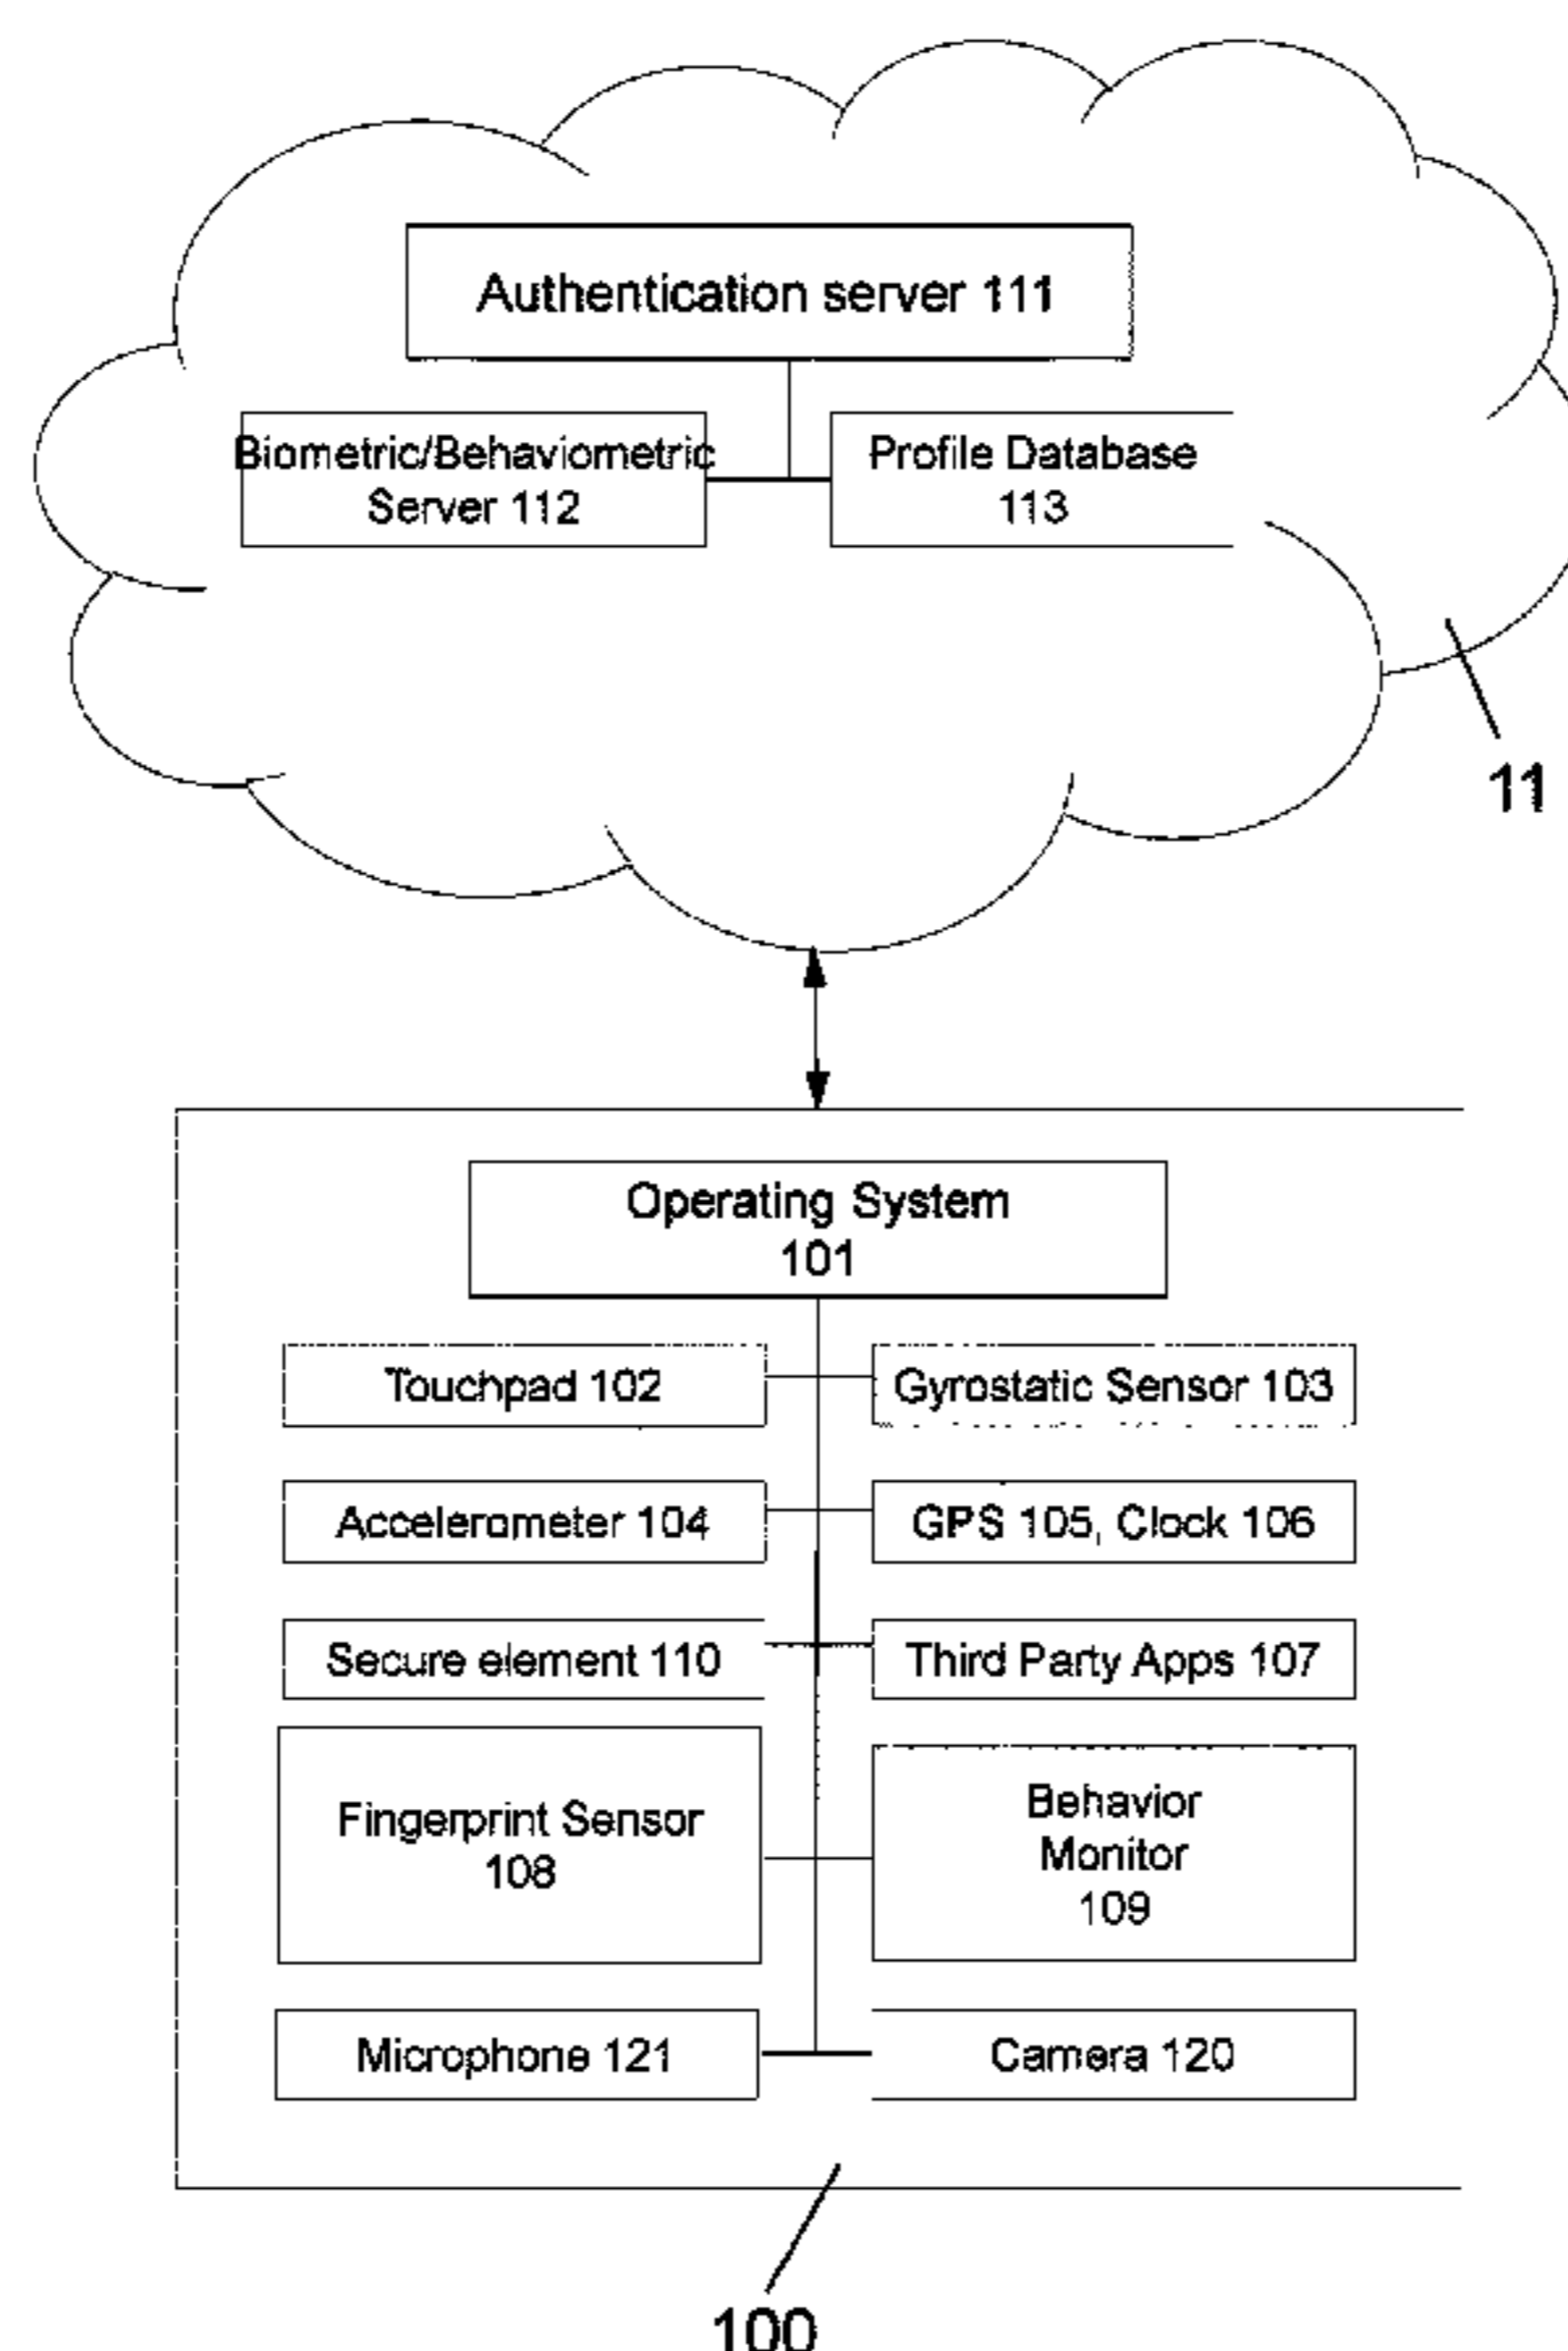 Authentication server 111
Biometric/Behaviometric
Server 112
Profile Database
113
11
Operating System
101
Touchpad 102
Gyrostatic Sensor 103
Accelerometer 104
GPS 105, Clock 106
Secure element 110
Third Party Apps 107
Fingerprint Sensor
108
Behavior
Monitor
109
Microphone 121
Camera 120
100